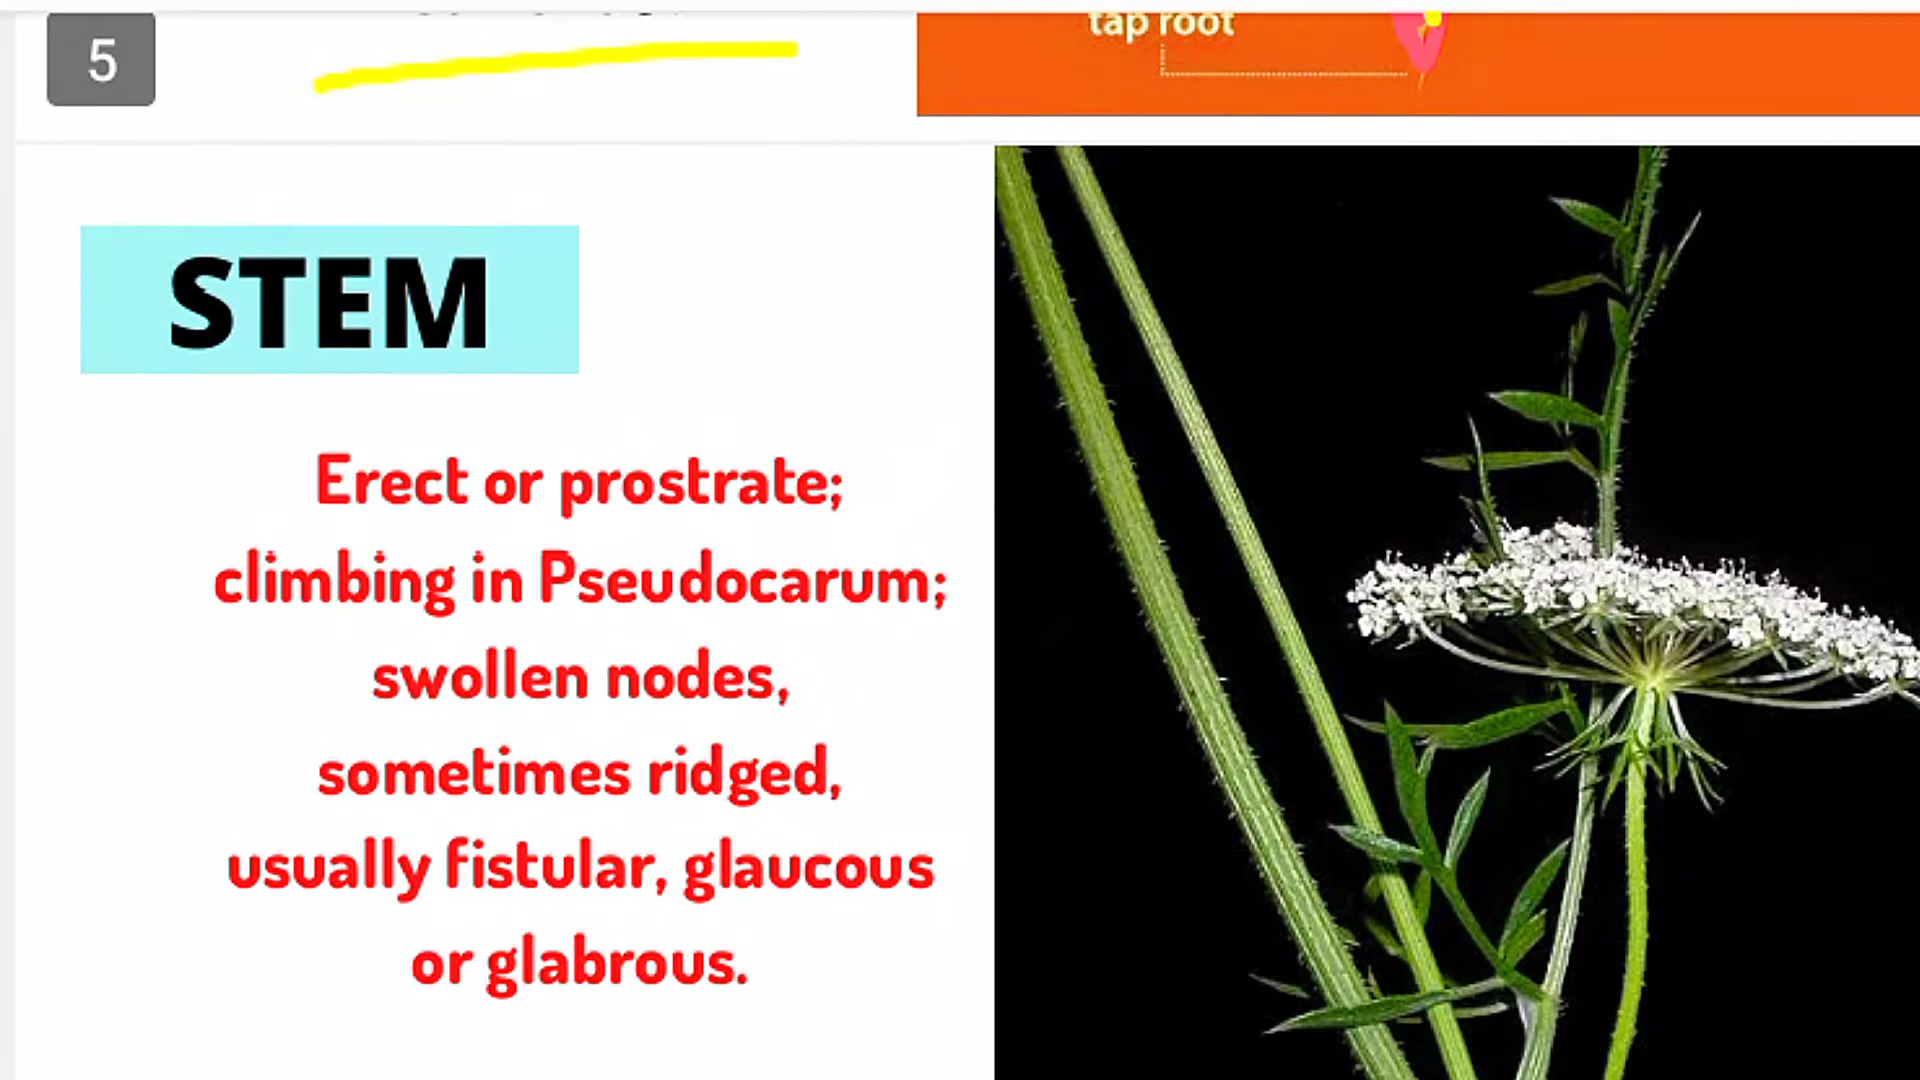 5
tap root
STEM
Erect or prostrate;
climbing in Pseudocarum;
swollen nodes,
sometimes ridged,
usually fistular, glaucous
or glabrous.